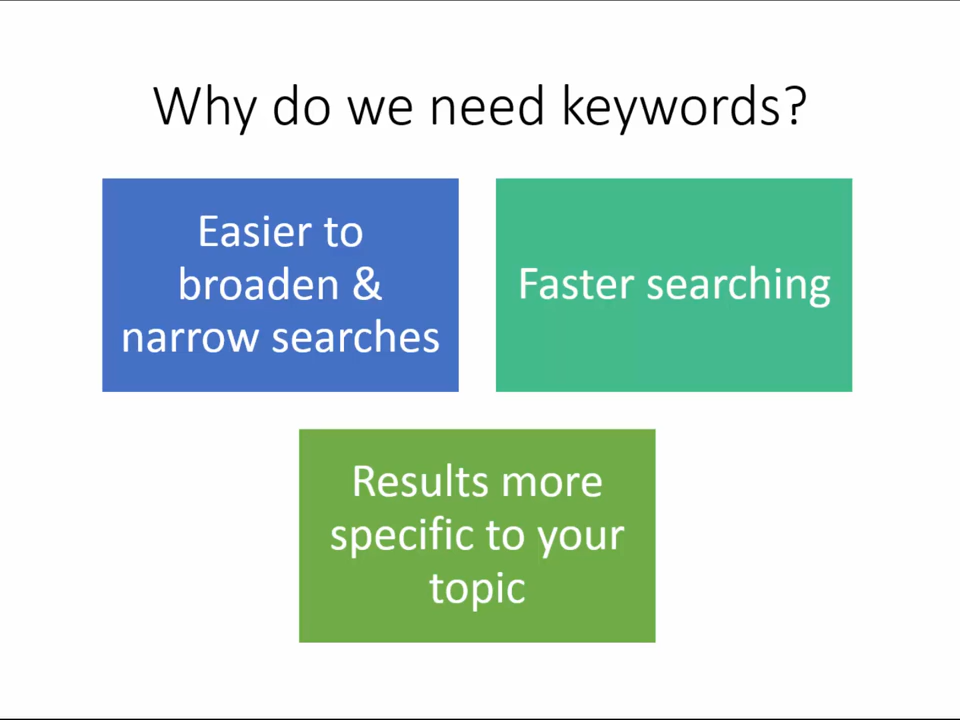 Why do we need keywords?
Easier to
broaden &
narrow searches
Faster searching
Results more
specific to your
topic